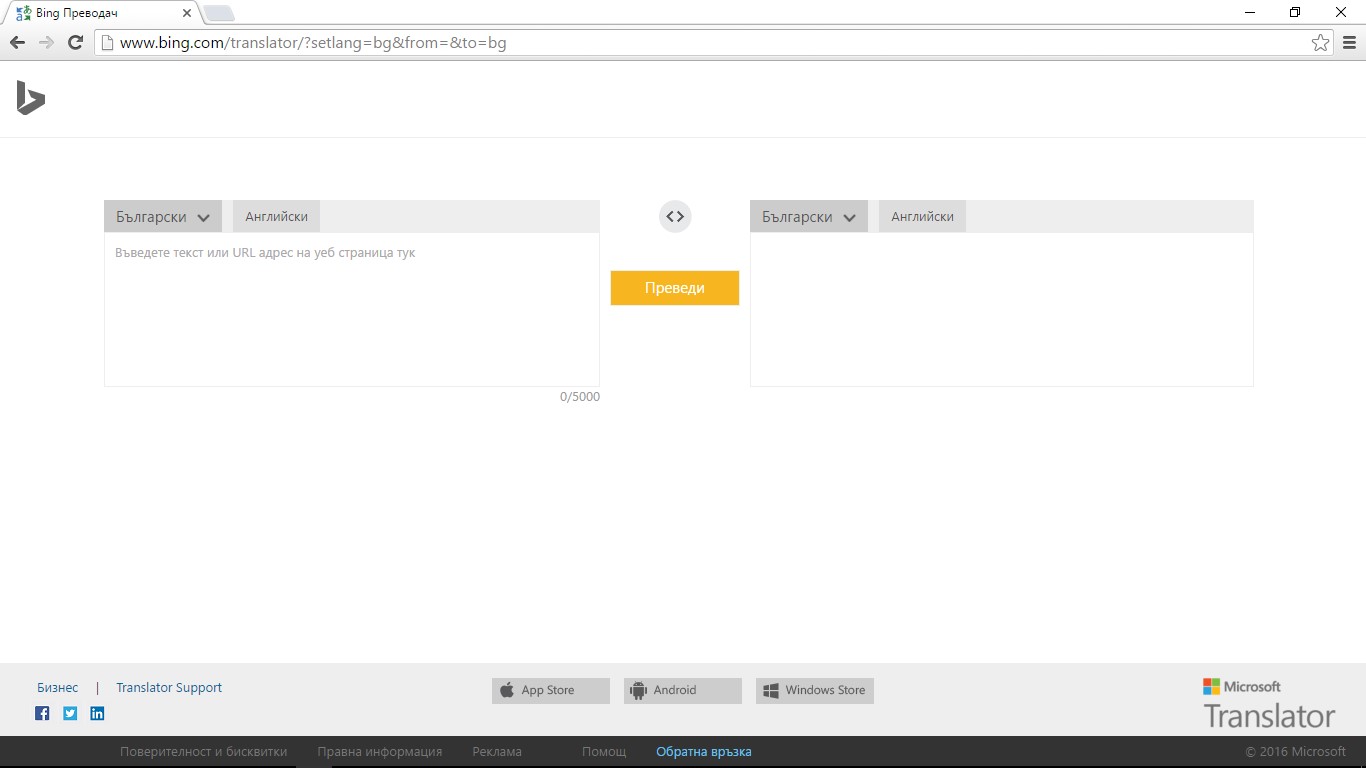 Bing Преводач
www.bing.com/translator/?setlang=bg&from=&to=bg
Български Английски
Български Английски
Въведете текст или URL адрес на уеб страница тук
Преведи
0/5000
Бизнес | Translator Support
App Store
Android
Windows Store
Microsoft
Translator
Поверителност и бисквитки Правна информация Реклама Помощ Обратна връзка © 2016 Microsoft